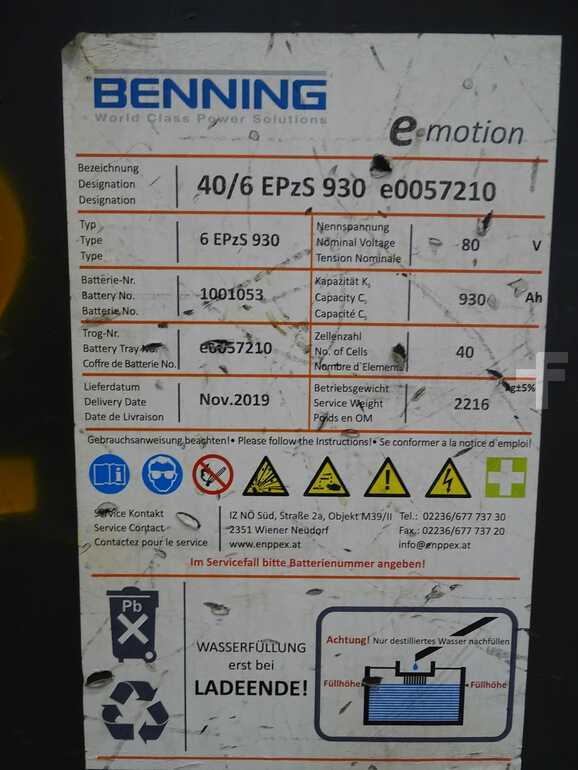 BENNING
World Class Power Solutions
e-motion
Bezeichnung
Designation
Designation
40/6 EPzS 930 e0057210
Typ
Type
Type
6 EPzS 930
Nennspannung
Nominal Voltage
Tension Nominale
80 V
Batterie-Nr.
Battery No.
Batterie No.
1001053
Kapazität K₅
Capacity C₅
Capacité C₅
930 Ah
Trog-Nr.
Battery Tray No.
Coffre de Batterie No.
e0057210
Zellenzahl
No. of Cells
Nombre d´Element
40
Lieferdatum
Delivery Date
Date de Livraison
Nov.2019
Betriebsgewicht
Service Weight
Poids en OM
2216
kg±5%
Gebrauchsanweisung beachten!• Please follow the Instructions!• Se conformer a la notice d´emploi!
Service Kontakt
Service Contact
Contactez pour le service
IZ NÖ Süd, Straße 2a, Objekt M39/II
2351 Wiener Neudorf
www.enppex.at
Tel.: 02236/677 737 30
Fax.: 02236/677 737 20
info@enppex.at
Im Servicefall bitte Batterienummer angeben!
Pb
WASSERFÜLLUNG
erst bei
LADEENDE!
Achtung! Nur destilliertes Wasser nachfüllen
Füllhöhe
Füllhöhe